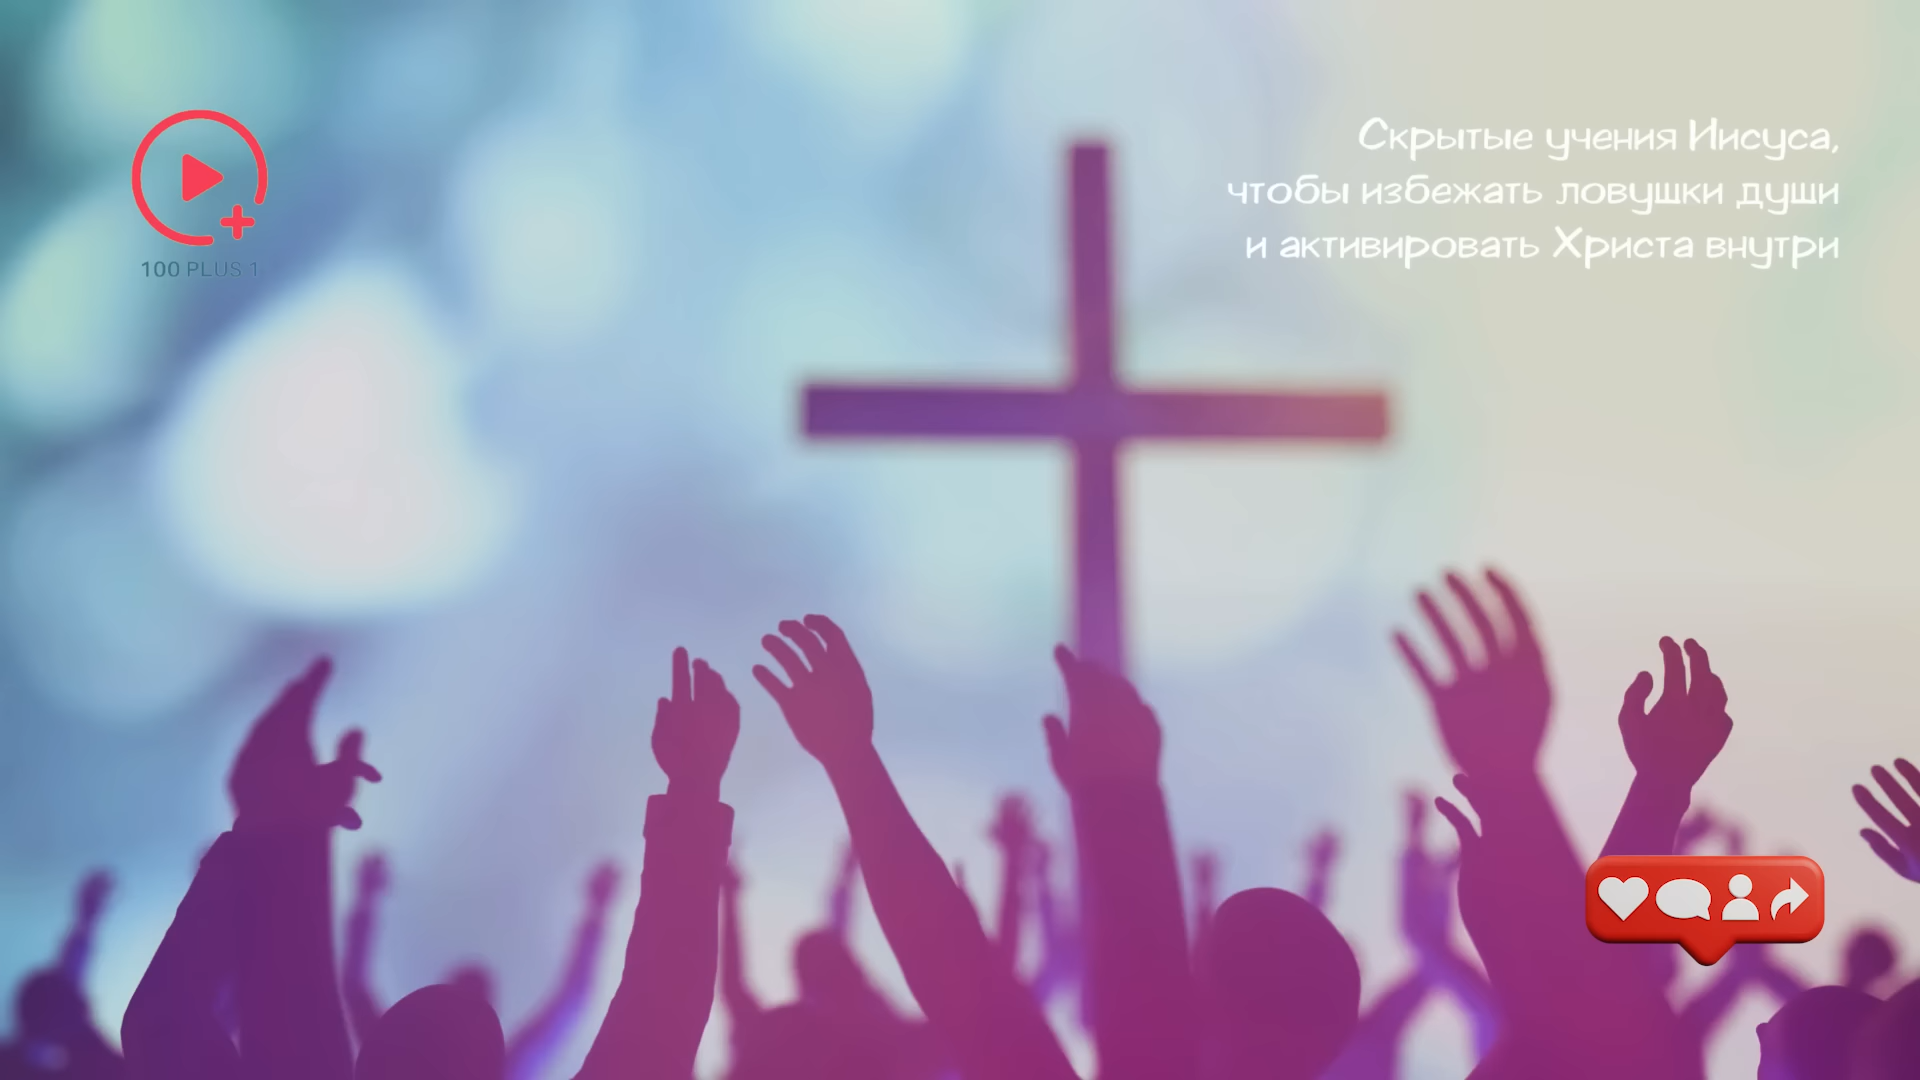 Скрытые учения Иисуса,
чтобы избежать ловушки души
и активировать Христа внутри
100 PLUS 1